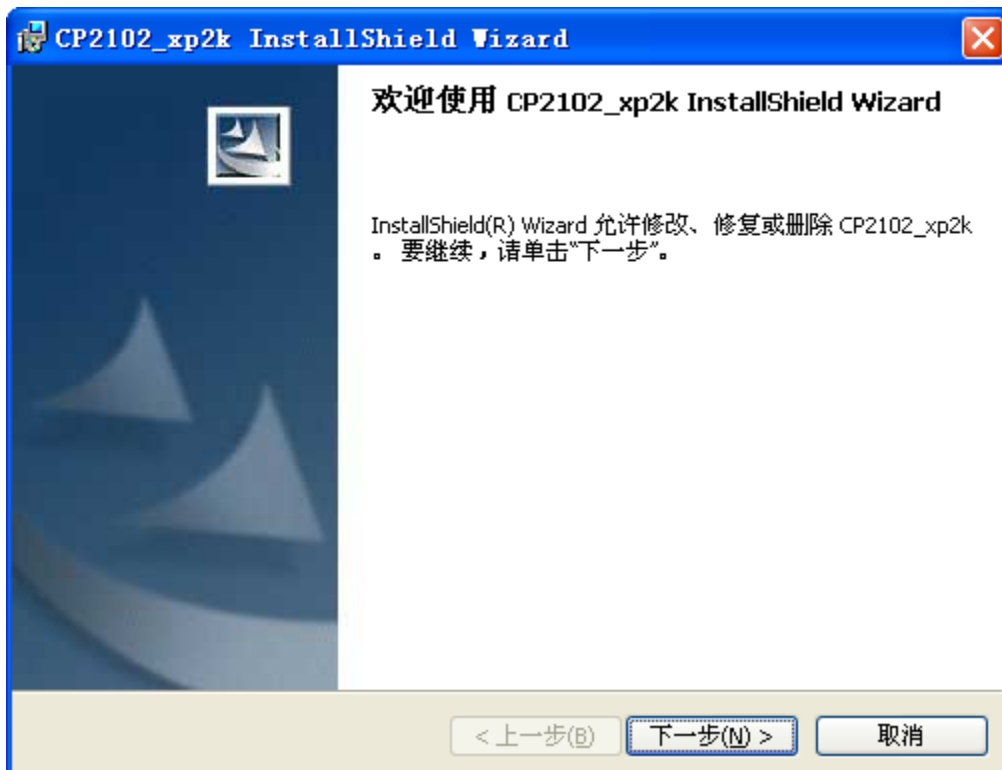 CP2102_xp2k InstallShield Wizard
欢迎使用 CP2102_xp2k InstallShield Wizard
InstallShield(R) Wizard 允许修改、修复或删除 CP2102_xp2k
。 要继续，请单击“下一步”。
< 上一步(B)
下一步(N) >
取消